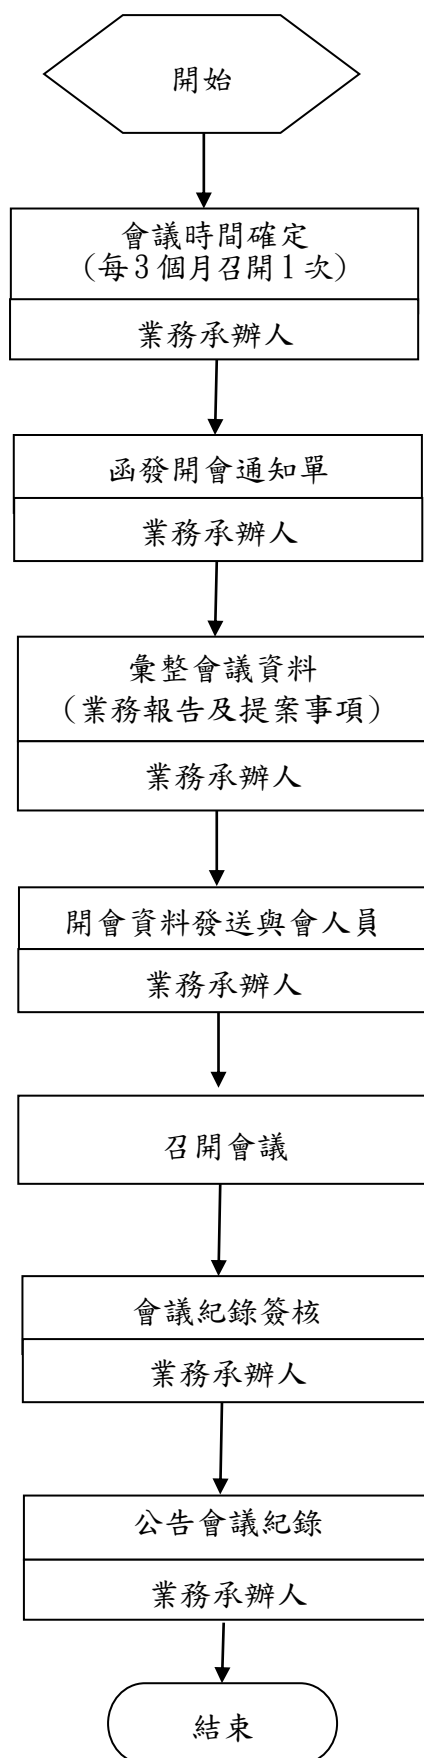 開始
會議時間確定
(每3個月召開1次)
業務承辦人
函發開會通知單
業務承辦人
彙整會議資料
（業務報告及提案事項）
業務承辦人
開會資料發送與會人員
業務承辦人
召開會議
會議紀錄簽核
業務承辦人
公告會議紀錄
業務承辦人
結束